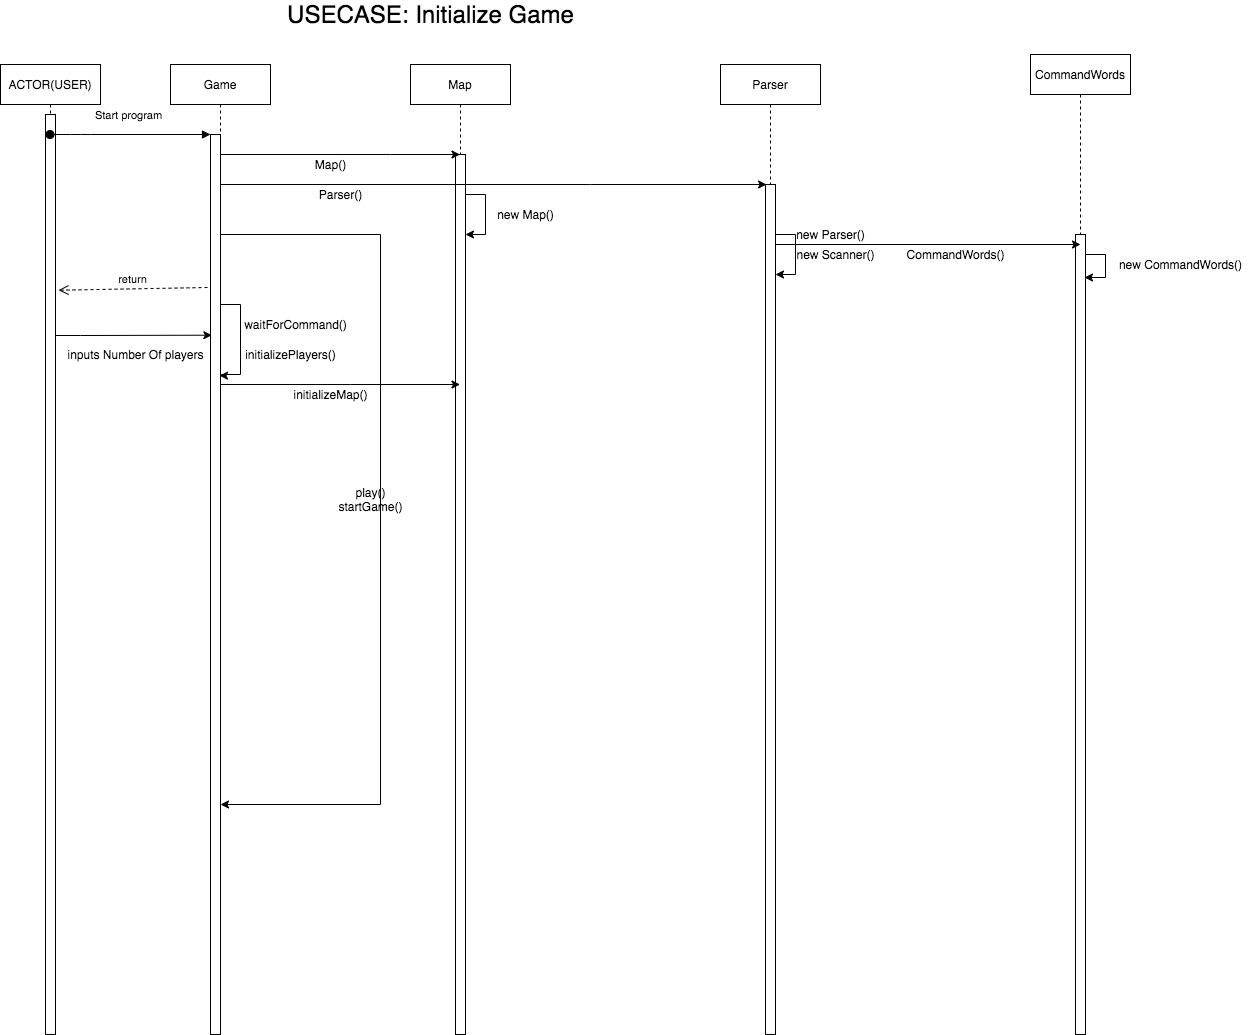 USECASE: Initialize Game
ACTOR(USER)
Game
Map
Parser
CommandWords
Start program
Map()
Parser()
new Map()
new Parser()
new Scanner()
CommandWords()
new CommandWords()
return
waitForCommand()
inputs Number Of players
initializePlayers()
initializeMap()
play()
startGame()